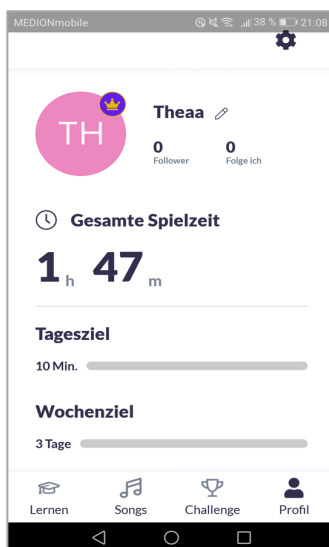 MEDIONmobile 38 % 21:08
TH
Theaa
0 0
Follower Folge ich
Gesamte Spielzeit
1 h 47 m
Tagesziel
10 Min.
Wochenziel
3 Tage
Lernen Songs Challenge Profil